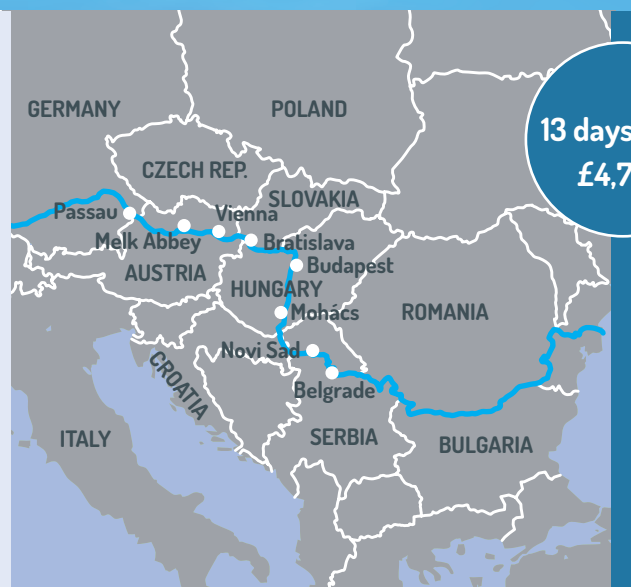 GERMANY
POLAND
13 days
£4,7
CZECH REP.
SLOVAKIA
Passau
Vienna
Melk Abbey
Bratislava
Budapest
AUSTRIA
HUNGARY
Mohács
ROMANIA
Novi Sad
CROATIA
Belgrade
ITALY
SERBIA
BULGARIA